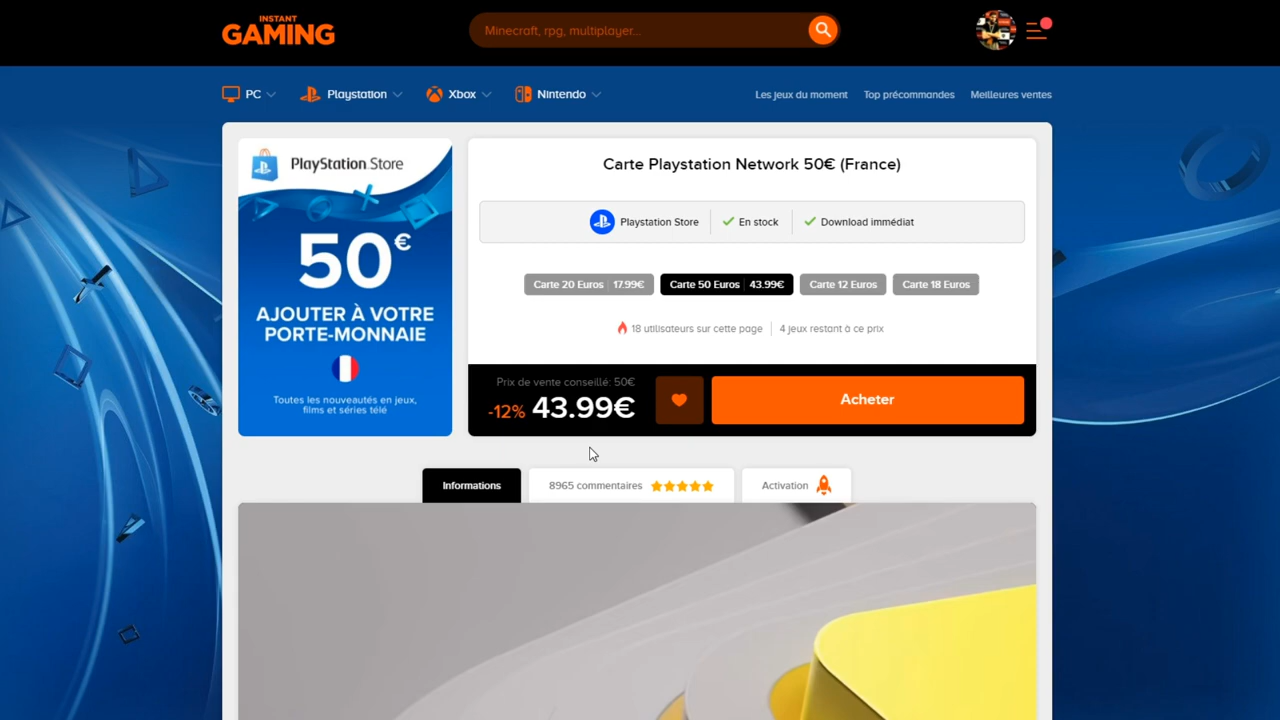 INSTANT
GAMING
Minecraft, rpg, multiplayer...
PC
Playstation
Xbox
Nintendo
Les jeux du moment
Top précommandes
Meilleures ventes
PlayStation Store
50€
AJOUTER À VOTRE
PORTE-MONNAIE
Toutes les nouveautés en jeux,
films et séries télé
Carte Playstation Network 50€ (France)
Playstation Store
En stock
Download immédiat
Carte 20 Euros 17.99€
Carte 50 Euros 43.99€
Carte 12 Euros
Carte 18 Euros
18 utilisateurs sur cette page
4 jeux restant à ce prix
Prix de vente conseillé: 50€
-12% 43.99€
Acheter
Informations
8965 commentaires
Activation